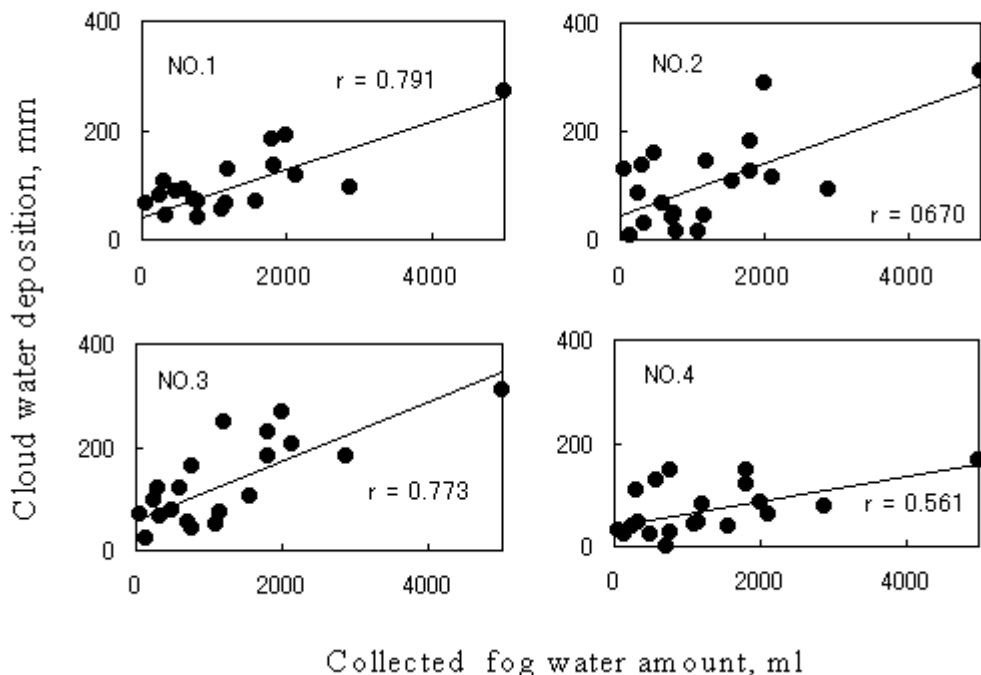 Cloud water deposition, mm
400
NO.1
r = 0.791
200
0
0 2000 4000
400
NO.2
200
r = 0670
0
0 2000 4000
400
NO.3
200
r = 0.773
0
0 2000 4000
400
NO.4
200
r = 0.561
0
0 2000 4000
Collected fog water amount, ml